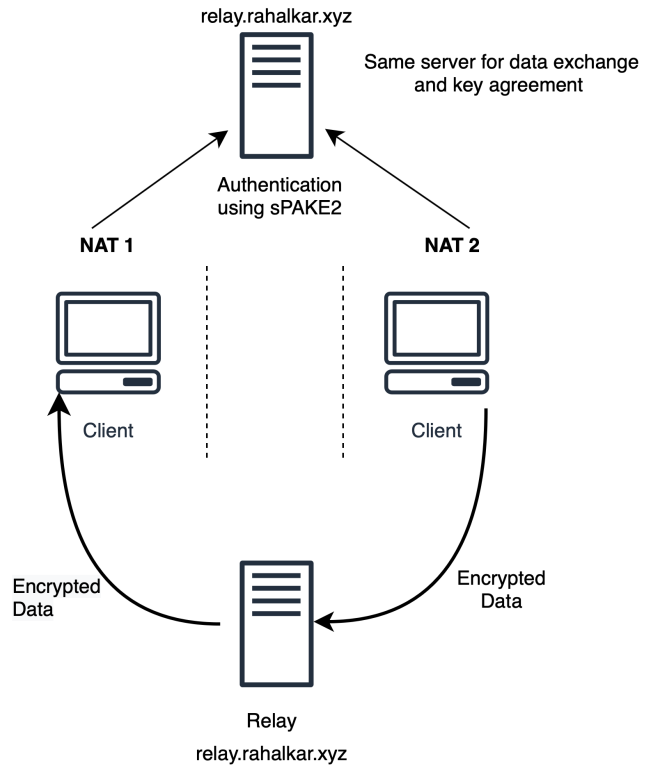 relay.rahalkar.xyz
Same server for data exchange
and key agreement
Authentication
using sPAKE2
NAT 1
NAT 2
Client
Client
Encrypted
Data
Encrypted
Data
Relay
relay.rahalkar.xyz